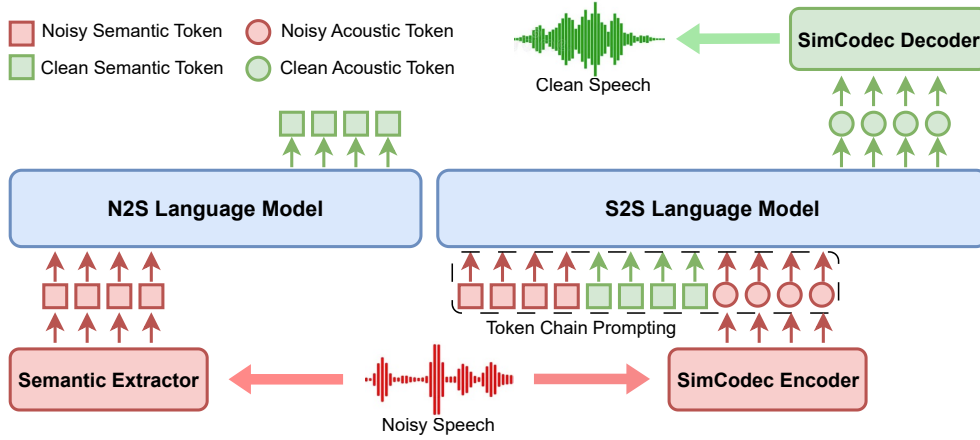 Noisy Semantic Token
Noisy Acoustic Token
Clean Semantic Token
Clean Acoustic Token
Clean Speech
SimCodec Decoder
N2S Language Model
S2S Language Model
Token Chain Prompting
Semantic Extractor
Noisy Speech
SimCodec Encoder